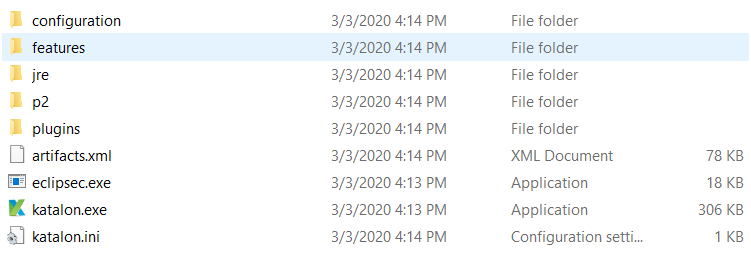 configuration 3/3/2020 4:14 PM File folder
features 3/3/2020 4:14 PM File folder
jre 3/3/2020 4:14 PM File folder
p2 3/3/2020 4:14 PM File folder
plugins 3/3/2020 4:14 PM File folder
artifacts.xml 3/3/2020 4:14 PM XML Document 78 KB
eclipsec.exe 3/3/2020 4:13 PM Application 18 KB
katalon.exe 3/3/2020 4:13 PM Application 306 KB
katalon.ini 3/3/2020 4:14 PM Configuration setti... 1 KB